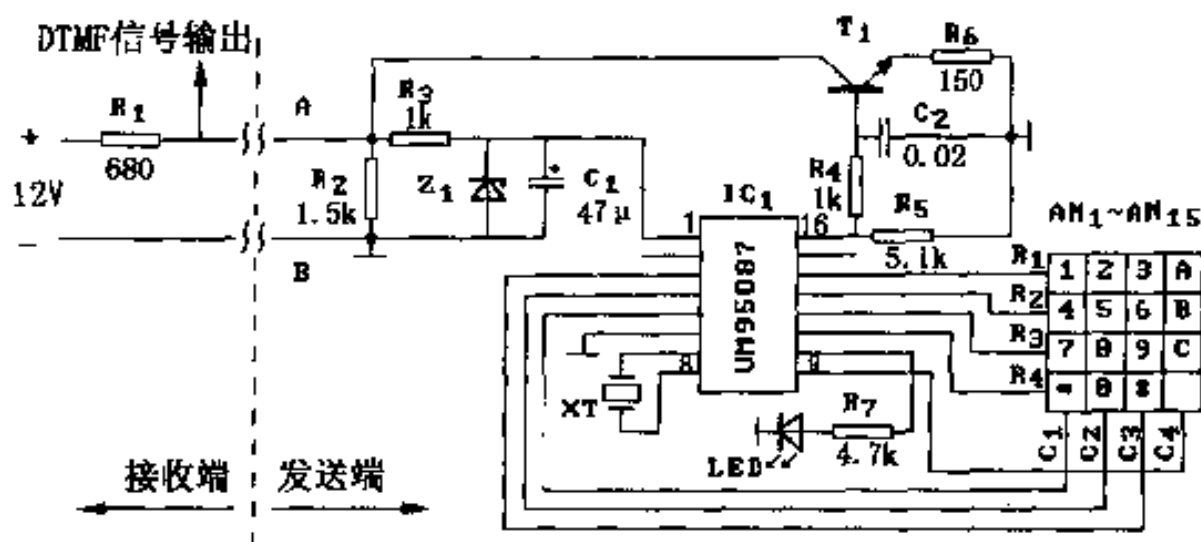 DTMF信号输出
T1
R6
150
A
R3
1k
C2
0.02
+
R1
680
12V
−
R2
1.5k
Z1
+
C1
47μ
R4
1k
IC1
1
16
R5
5.1k
AN1~AN15
B
UM95087
R1
1 2 3 A
R2
4 5 6 B
R3
7 8 9 C
R4
0
8
9
XT
R7
4.7k
LED
C1
C2
C3
C4
接收端
发送端